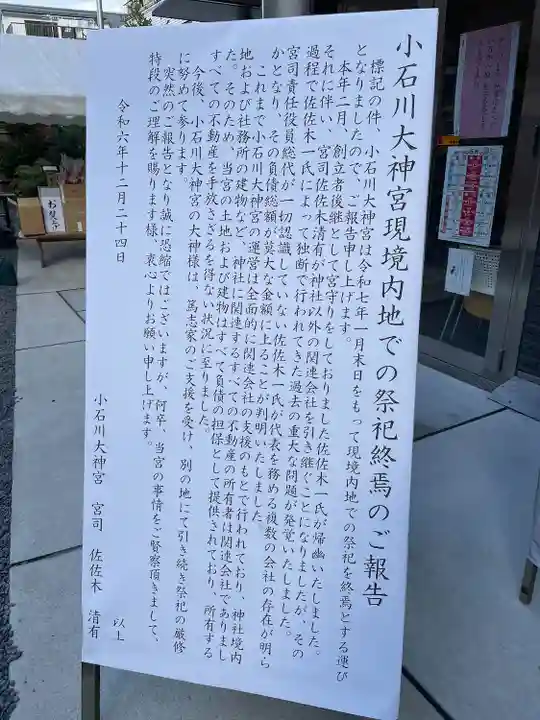 小石川大神宮現境内地での祭祀終焉のご報告
標記の件、小石川大神宮は令和七年一月末日をもって現境内地での祭祀を終焉とする運び
となりましたので、ご報告申し上げます。
本年二月、創立者後継として宮守りをしておりました佐佐木一氏が帰幽いたしました。
それに伴い、宮司佐佐木清有が神社以外の関連会社を引き継ぐことになりましたが、その
過程で佐佐木一氏によって独断で行われてきた過去の重大な問題が発覚いたしました。
宮司責任役員総代が一切認識していない佐佐木一氏が代表を務める複数の会社の存在が明ら
かとなり、その負債総額が莫大な金額に上ることが判明いたしました。
これまで小石川大神宮の運営は全面的に関連会社の支援のもとで行われており、神社境内
地および社務所の建物など、神社に関連するすべての不動産の所有者は関連会社でありまし
た。そのため、当宮の土地および建物はすべて負債の担保として提供されており、所有する
すべての不動産を手放さざるを得ない状況に至りました。
今後、小石川大神宮の大神様は、篤志家のご支援を受け、別の地にて引き続き祭祀の厳修
に努めて参ります。
突然のご報告となり誠に恐縮ではございますが、何卒、当宮の事情をご賢察頂きまして、
特段のご理解を賜ります様、衷心よりお願い申し上げます。
以上
令和六年十二月二十四日
小石川大神宮 宮司 佐佐木 清有